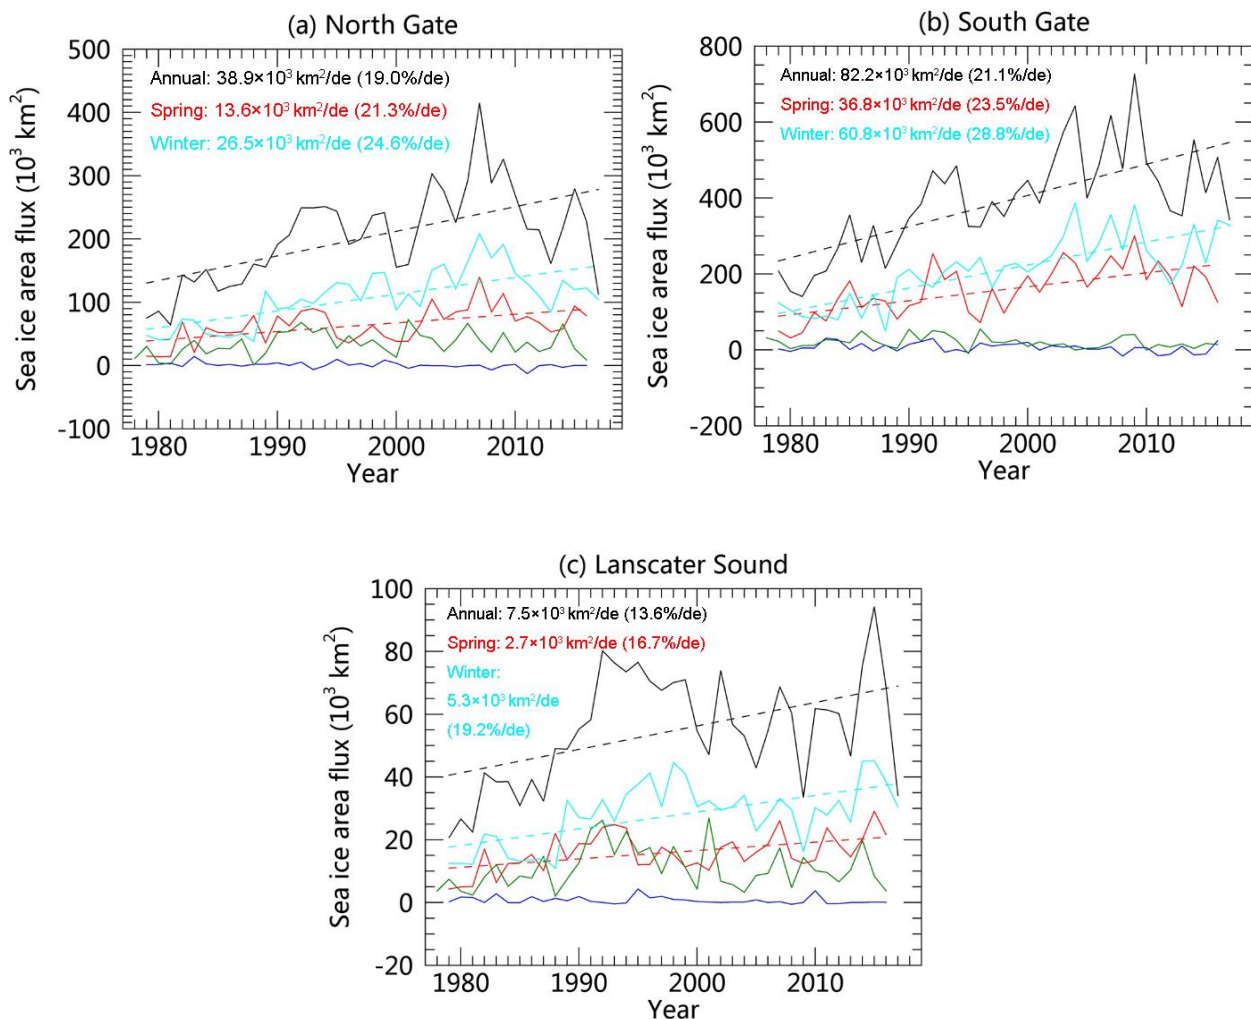 (a) North Gate
500
400
300
200
100
0
-100
Sea ice area flux (10³ km²)
Annual: 38.9×10³ km²/de (19.0%/de)
Spring: 13.6×10³ km²/de (21.3%/de)
Winter: 26.5×10³ km²/de (24.6%/de)
1980 1990 2000 2010
Year
(b) South Gate
800
600
400
200
0
-200
Sea ice area flux (10³ km²)
Annual: 82.2×10³ km²/de (21.1%/de)
Spring: 36.8×10³ km²/de (23.5%/de)
Winter: 60.8×10³ km²/de (28.8%/de)
1980 1990 2000 2010
Year
(c) Lanscater Sound
100
80
60
40
20
0
-20
Sea ice area flux (10³ km²)
Annual: 7.5×10³ km²/de (13.6%/de)
Spring: 2.7×10³ km²/de (16.7%/de)
Winter:
5.3×10³ km²/de
(19.2%/de)
1980 1990 2000 2010
Year